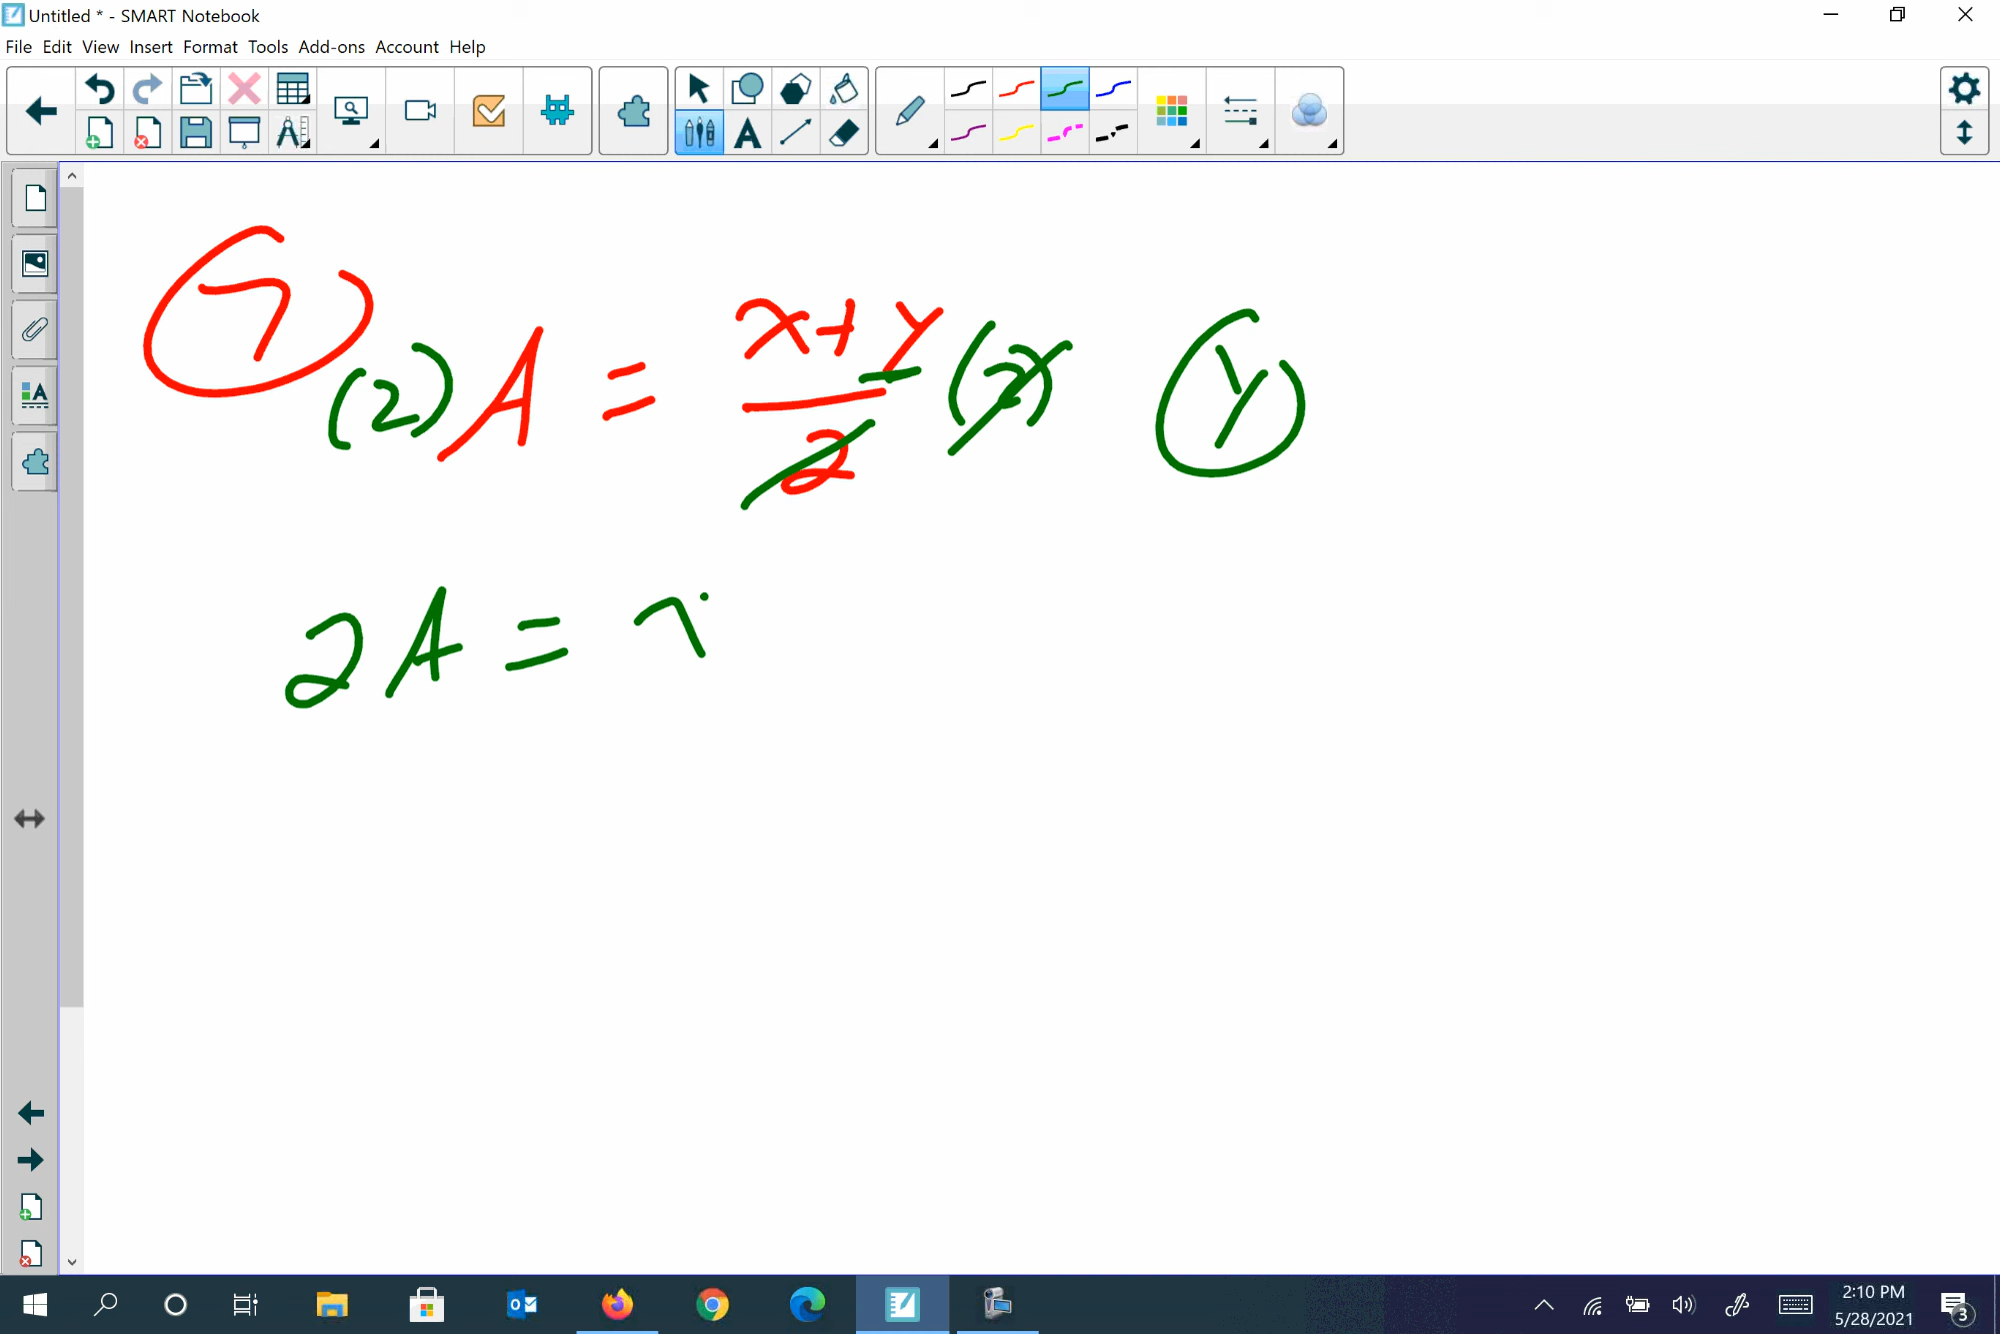 Untitled * - SMART Notebook
File Edit View Insert Format Tools Add-ons Account Help
7 (2) A = x+y/2 (2) y
2A =
2:10 PM
5/28/2021
3